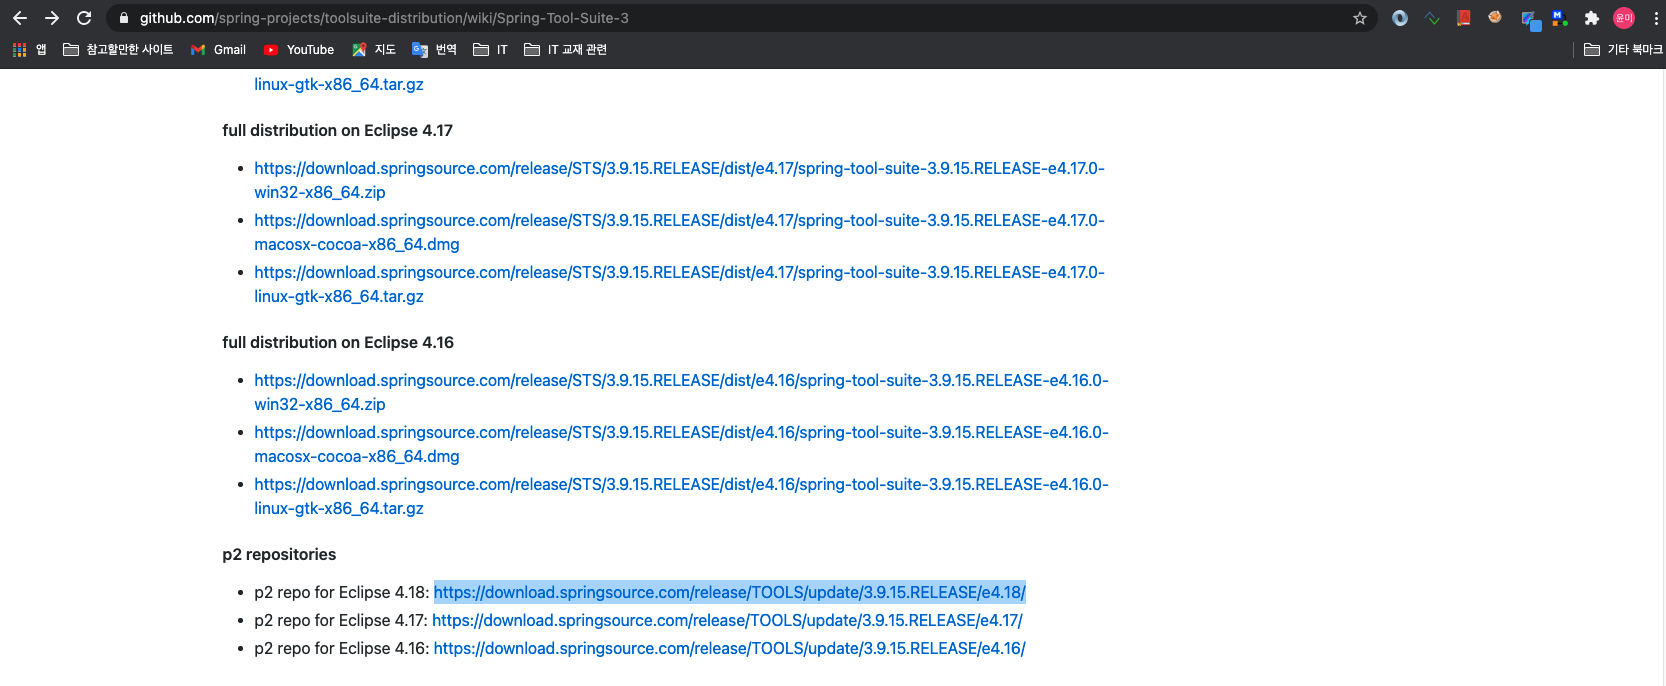 github.com/spring-projects/toolsuite-distribution/wiki/Spring-Tool-Suite-3
윤미
앱 참고할만한 사이트 Gmail YouTube 지도 번역 IT IT 교재 관련 기타 북마크
linux-gtk-x86_64.tar.gz
full distribution on Eclipse 4.17
https://download.springsource.com/release/STS/3.9.15.RELEASE/dist/e4.17/spring-tool-suite-3.9.15.RELEASE-e4.17.0-
win32-x86_64.zip
https://download.springsource.com/release/STS/3.9.15.RELEASE/dist/e4.17/spring-tool-suite-3.9.15.RELEASE-e4.17.0-
macosx-cocoa-x86_64.dmg
https://download.springsource.com/release/STS/3.9.15.RELEASE/dist/e4.17/spring-tool-suite-3.9.15.RELEASE-e4.17.0-
linux-gtk-x86_64.tar.gz
full distribution on Eclipse 4.16
https://download.springsource.com/release/STS/3.9.15.RELEASE/dist/e4.16/spring-tool-suite-3.9.15.RELEASE-e4.16.0-
win32-x86_64.zip
https://download.springsource.com/release/STS/3.9.15.RELEASE/dist/e4.16/spring-tool-suite-3.9.15.RELEASE-e4.16.0-
macosx-cocoa-x86_64.dmg
https://download.springsource.com/release/STS/3.9.15.RELEASE/dist/e4.16/spring-tool-suite-3.9.15.RELEASE-e4.16.0-
linux-gtk-x86_64.tar.gz
p2 repositories
p2 repo for Eclipse 4.18: https://download.springsource.com/release/TOOLS/update/3.9.15.RELEASE/e4.18/
p2 repo for Eclipse 4.17: https://download.springsource.com/release/TOOLS/update/3.9.15.RELEASE/e4.17/
p2 repo for Eclipse 4.16: https://download.springsource.com/release/TOOLS/update/3.9.15.RELEASE/e4.16/